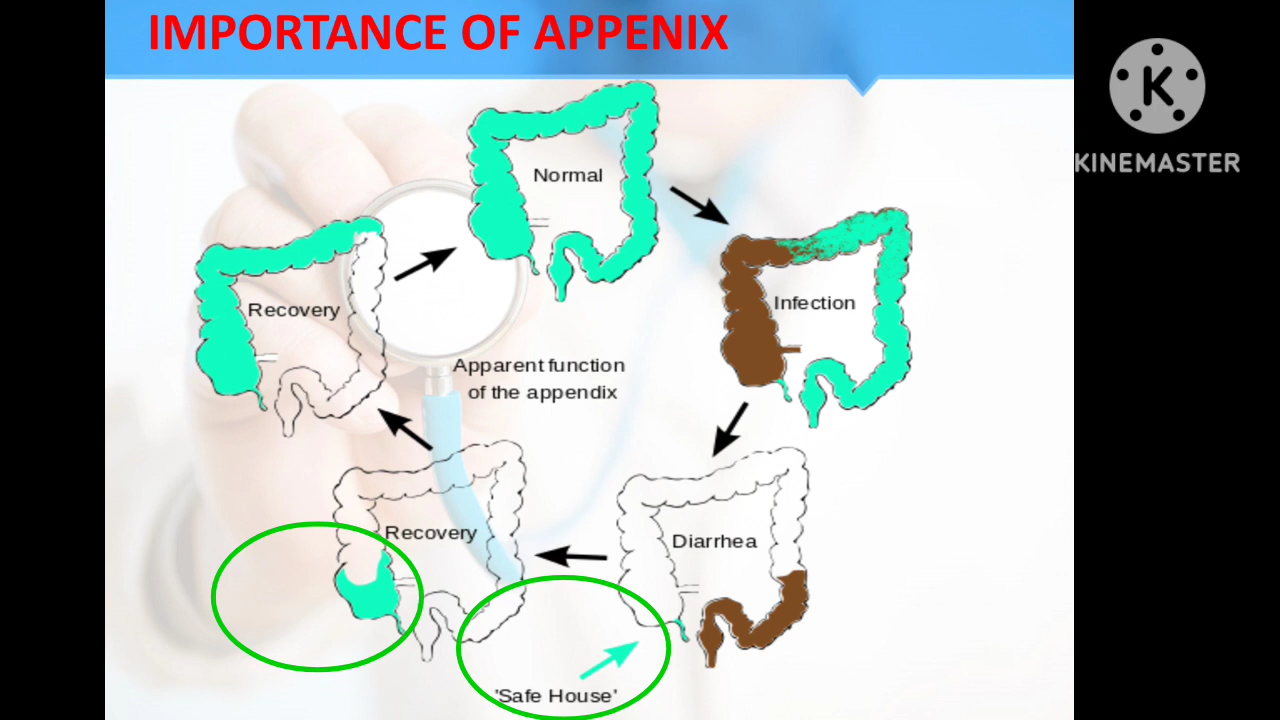 IMPORTANCE OF APPENIX
K
KINEMASTER
Normal
Infection
Recovery
Apparent function
of the appendix
Recovery
Diarrhea
'Safe House'